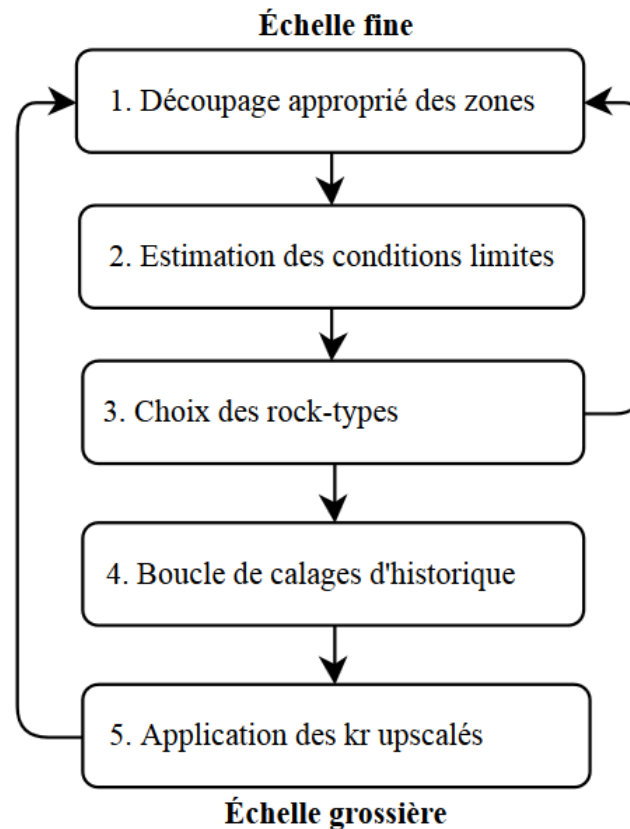 Échelle fine
1. Découpage approprié des zones
2. Estimation des conditions limites
3. Choix des rock-types
4. Boucle de calages d'historique
5. Application des kr upscalés
Échelle grossière